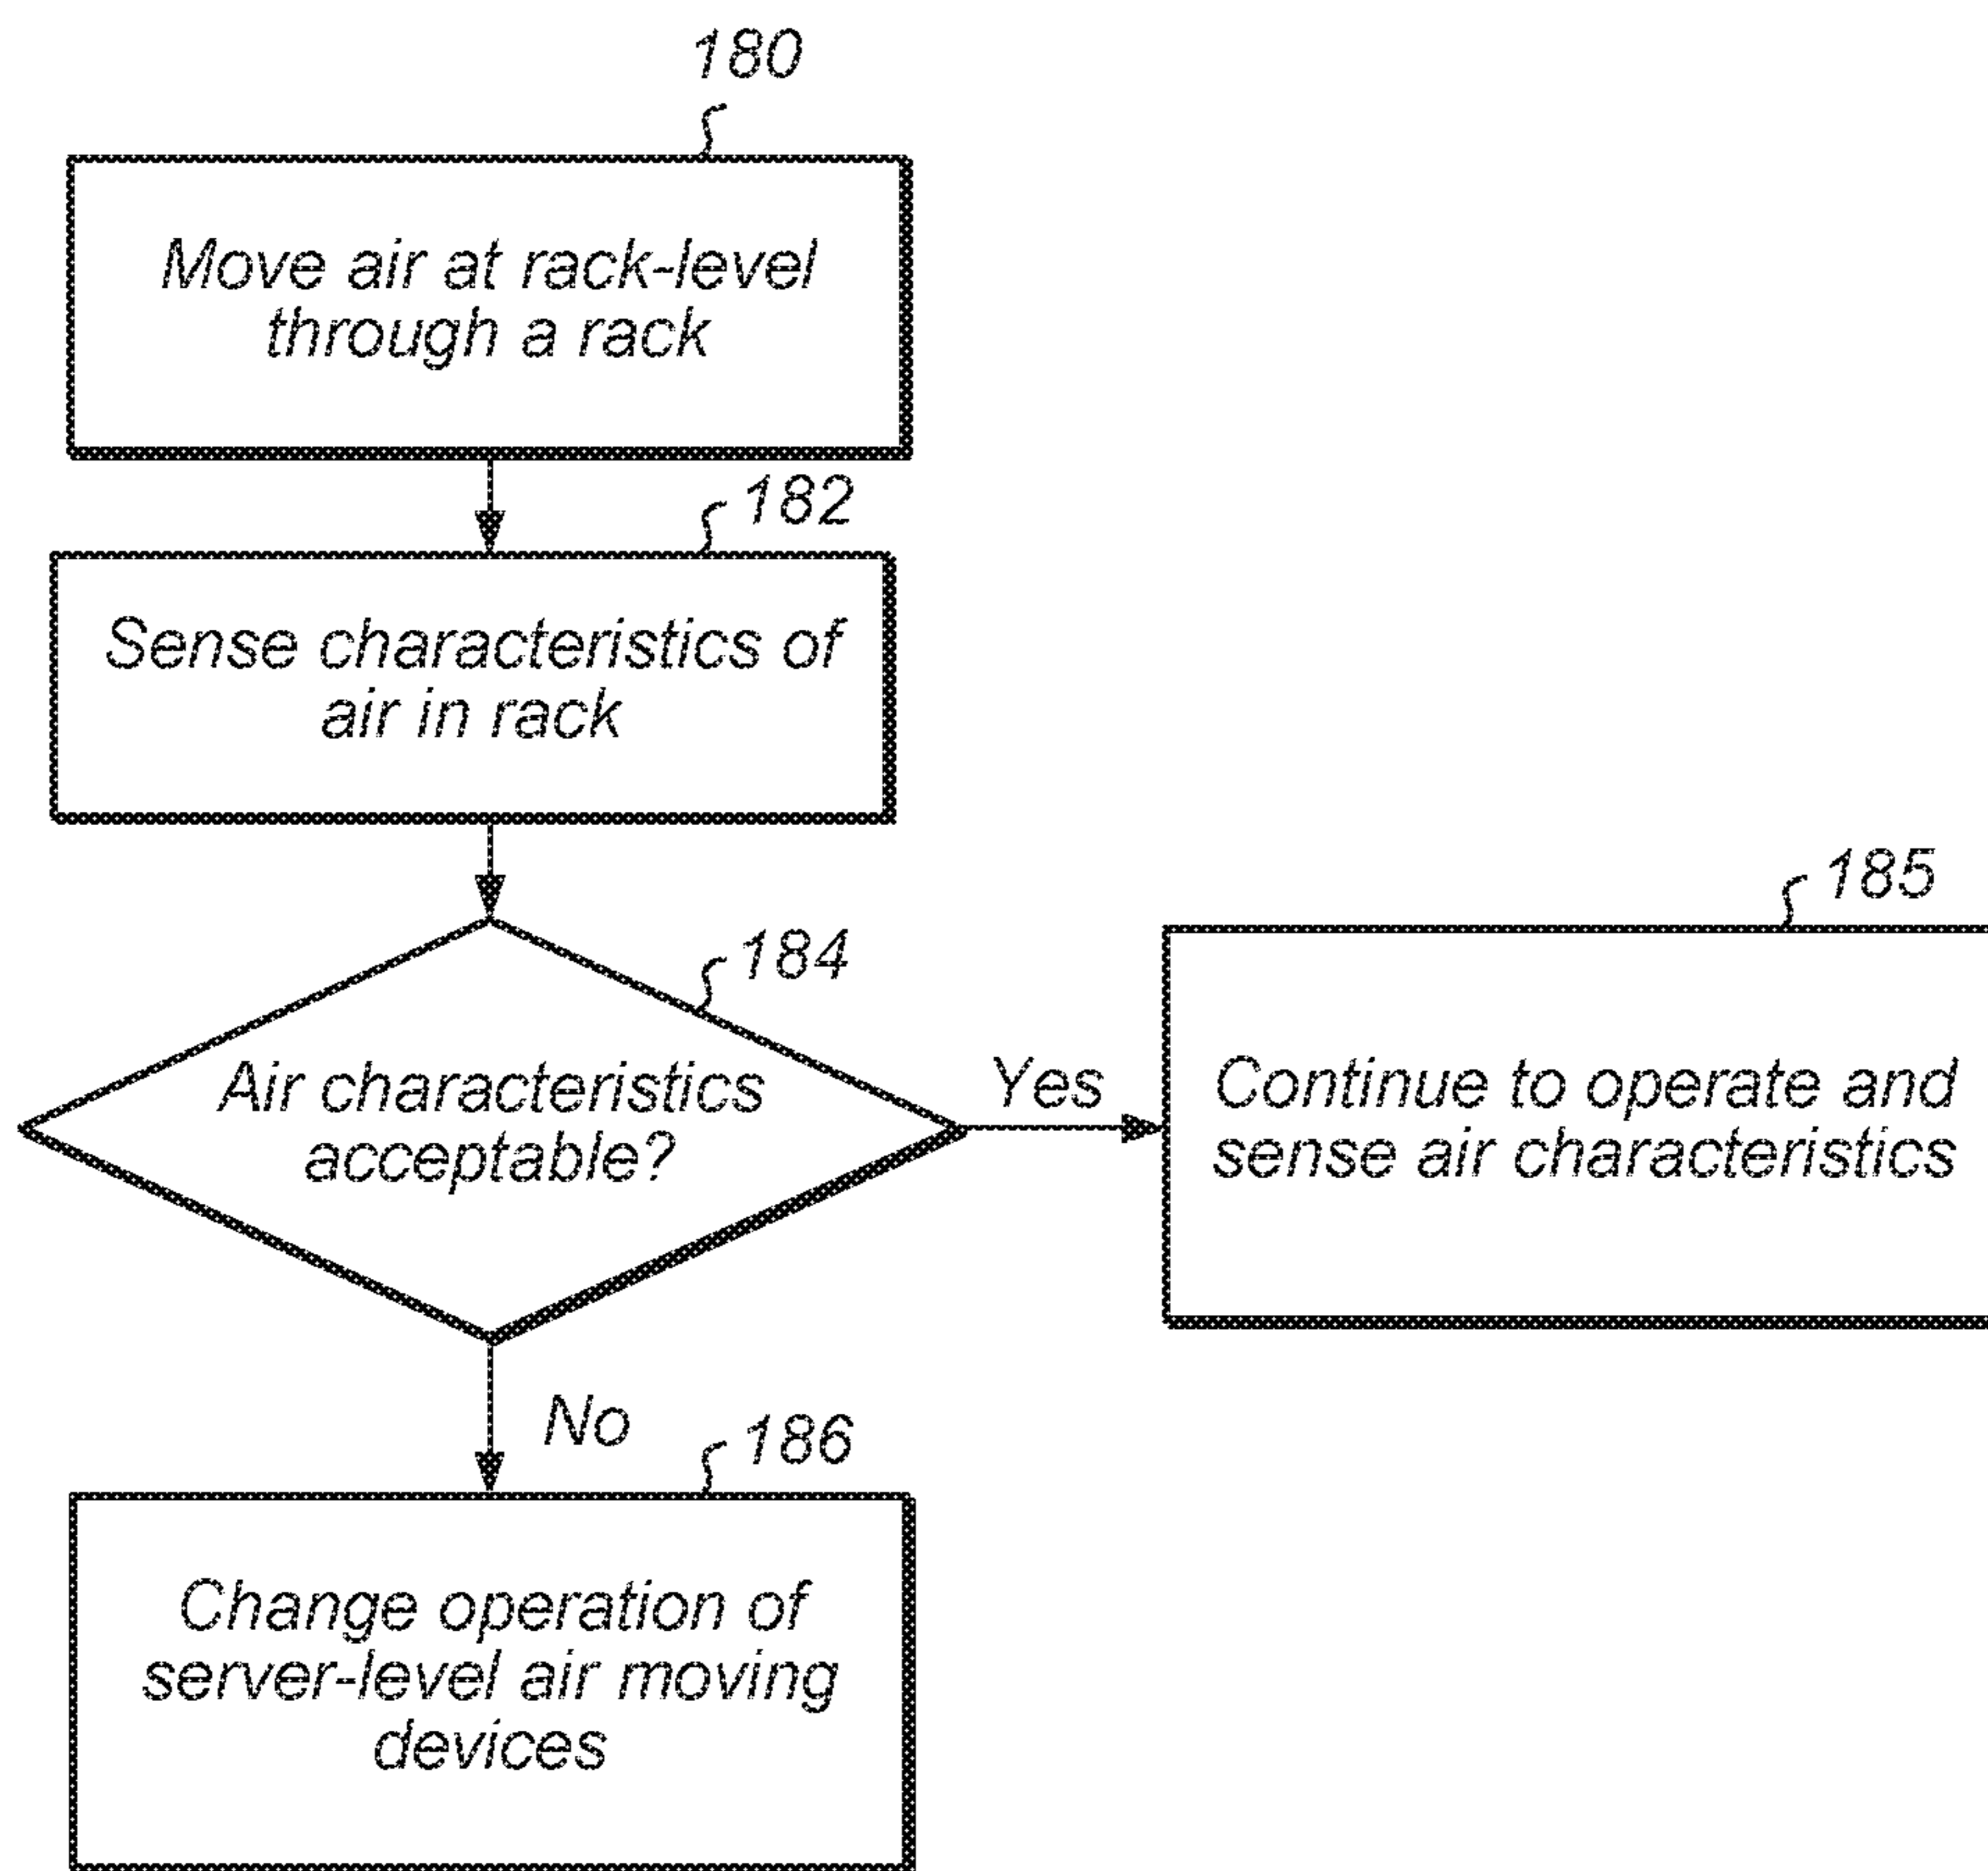 180
Move air at rack-level
through a rack
182
Sense characteristics of
air in rack
184
Air characteristics
acceptable?
Yes
185
Continue to operate and
sense air characteristics
No
186
Change operation of
server-level air moving
devices